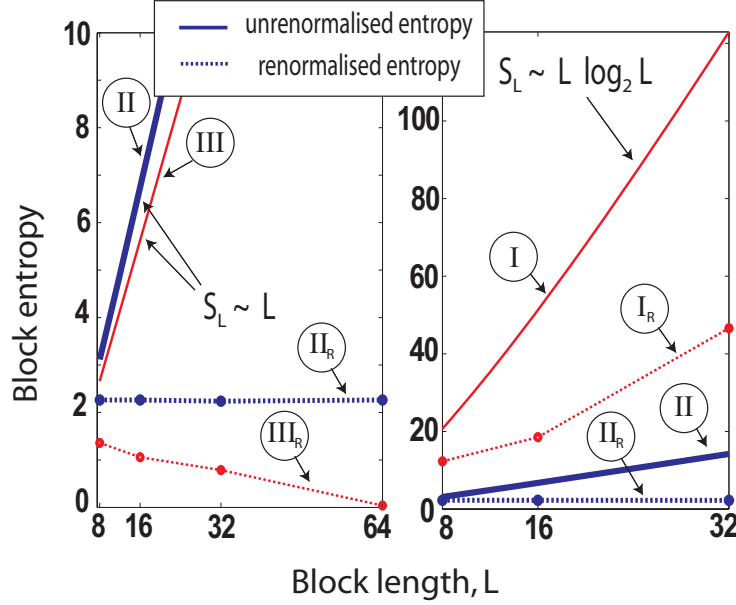 unrenormalised entropy
renormalised entropy
Block entropy
10
8
6
4
2
0
8
16
32
64
II
III
S_L ~ L
II_R
III_R
100
80
60
40
20
0
8
16
32
S_L ~ L log_2 L
I
I_R
II
II_R
Block length, L